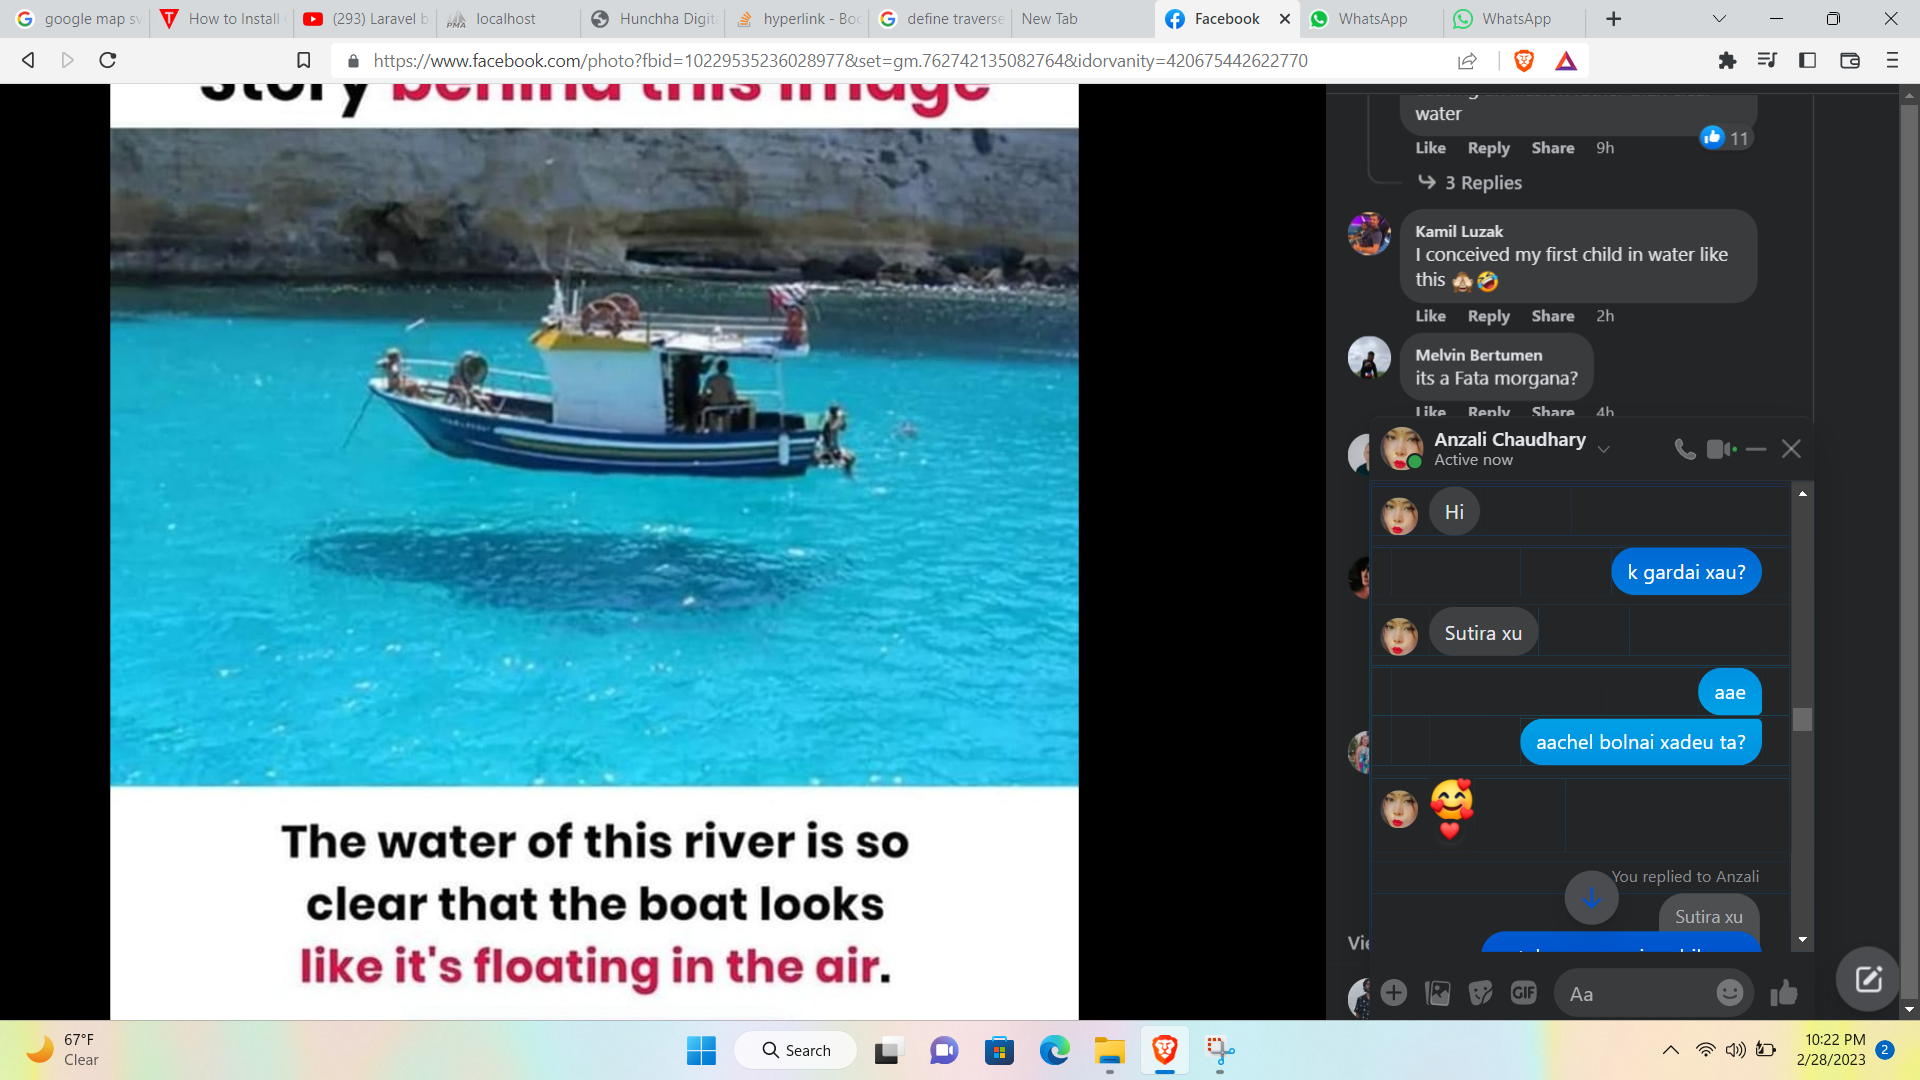 google map sv
How to Install
(293) Laravel b
localhost
Hunchha Digit
hyperlink - Boo
define traverse
New Tab
Facebook
WhatsApp
WhatsApp
https://www.facebook.com/photo?fbid=10229535236028977&set=gm.762742135082764&idorvanity=420675442622770
story behind this image
The water of this river is so
clear that the boat looks
like it's floating in the air.
water
11
Like Reply Share 9h
3 Replies
Kamil Luzak
I conceived my first child in water like
this
Like Reply Share 2h
Melvin Bertumen
its a Fata morgana?
Like Reply Share 4h
Anzali Chaudhary
Active now
Hi
k gardai xau?
Sutira xu
aae
aachel bolnai xadeu ta?
You replied to Anzali
Sutira xu
Vie
GIF
Aa
67°F
Clear
Search
10:22 PM
2/28/2023
2